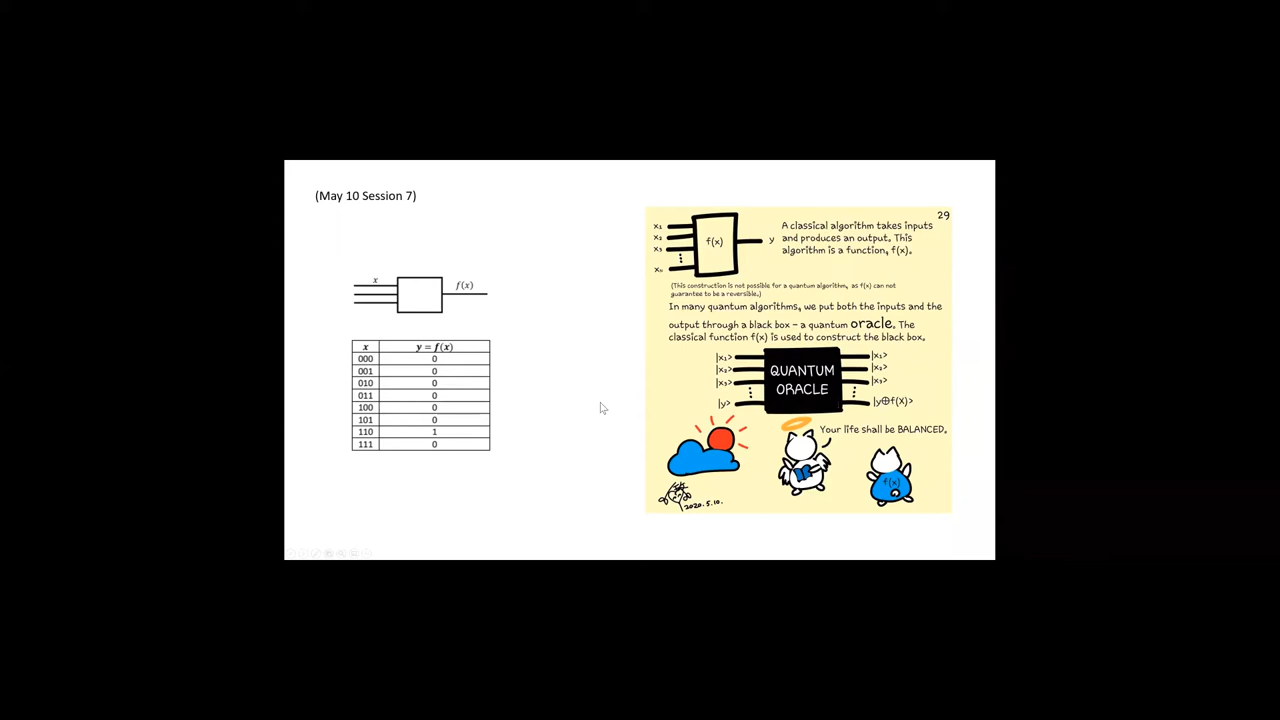 (May 10 Session 7)
x
f(x)
x y = f(x)
000 0
001 0
010 0
011 0
100 0
101 0
110 1
111 0
29
x₁
x₂
x₃
⋮
xₙ
f(x)
y
A classical algorithm takes inputs
and produces an output. This
algorithm is a function, f(x).
(This construction is not possible for a quantum algorithm, as f(x) can not
guarantee to be a reversible.)
In many quantum algorithms, we put both the inputs and the
output through a black box - a quantum oracle. The
classical function f(x) is used to construct the black box.
|x₁>
|x₂>
|x₃>
⋮
|y>
QUANTUM
ORACLE
|x₁>
|x₂>
|x₃>
⋮
|y⊕f(x)>
Your life shall be BALANCED.
f(x)
2020.5.10.